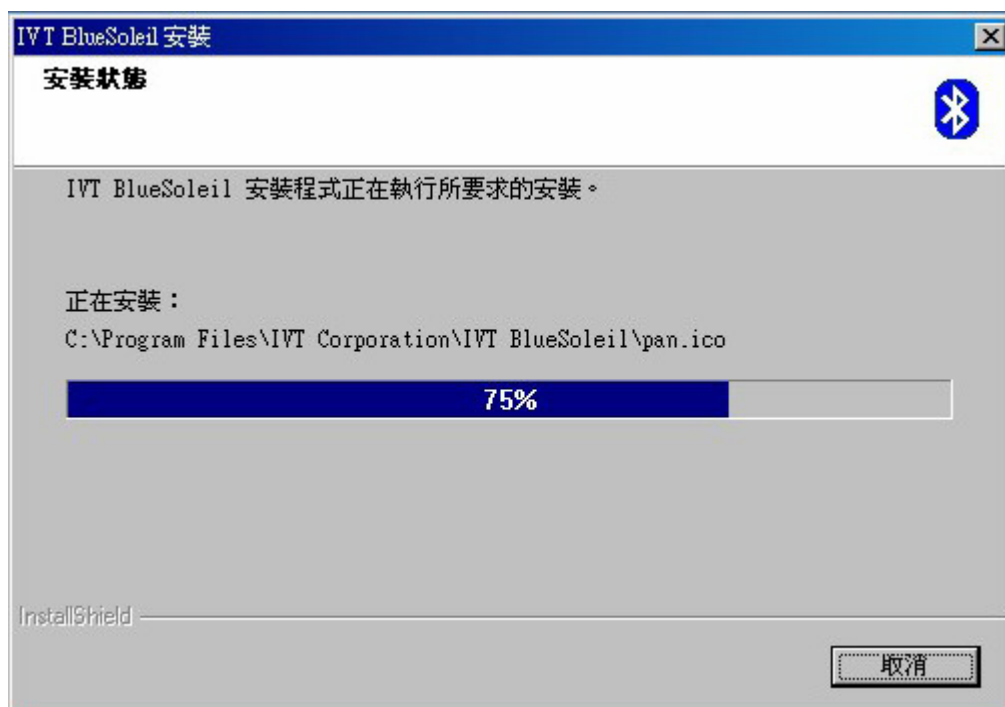 IVT BlueSoleil 安裝
安裝狀態
IVT BlueSoleil 安裝程式正在執行所要求的安裝。
正在安裝：
C:\Program Files\IVT Corporation\IVT BlueSoleil\pan.ico
75%
InstallShield
取消